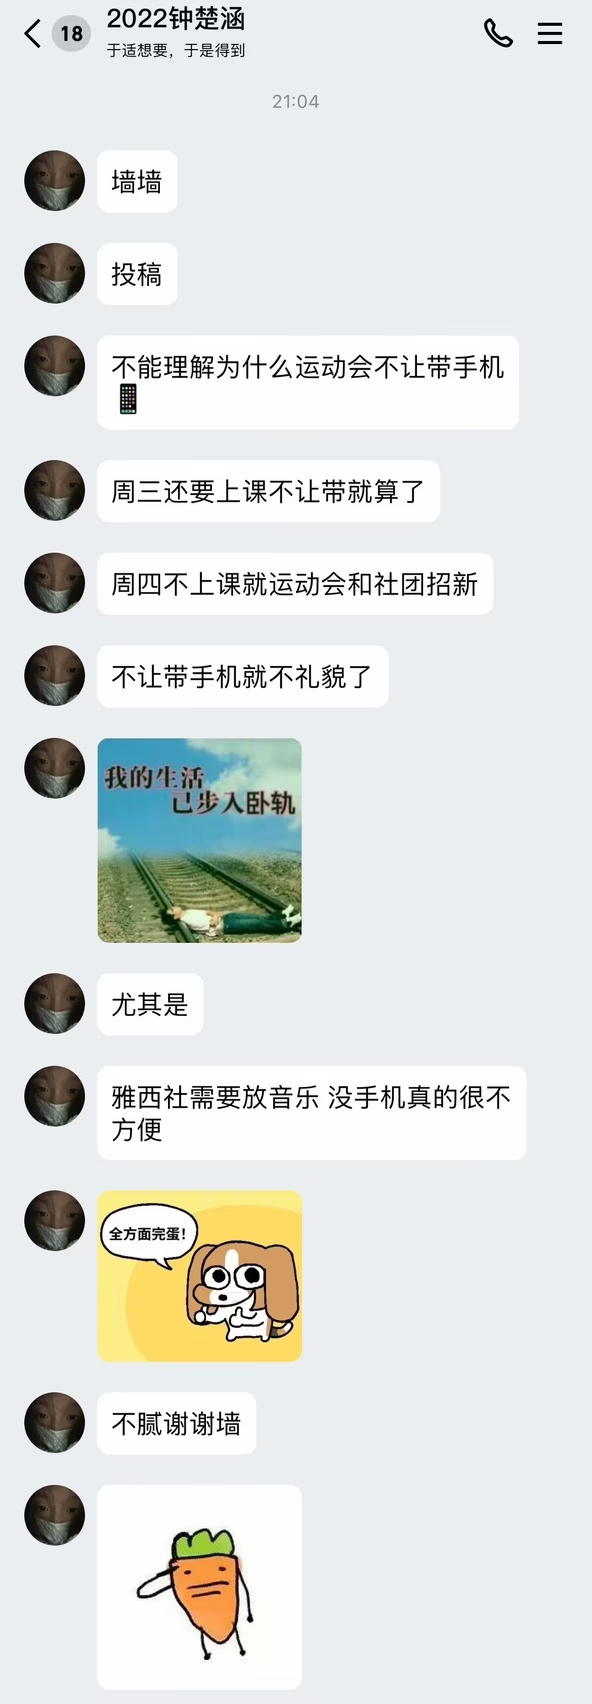 18
2022钟楚涵
于适想要，于是得到
21:04
墙墙
投稿
不能理解为什么运动会不让带手机
📱
周三还要上课不让带就算了
周四不上课就运动会和社团招新
不让带手机就不礼貌了
我的生活
已步入卧轨
尤其是
雅西社需要放音乐 没手机真的很不
方便
全方面完蛋！
不腻谢谢墙